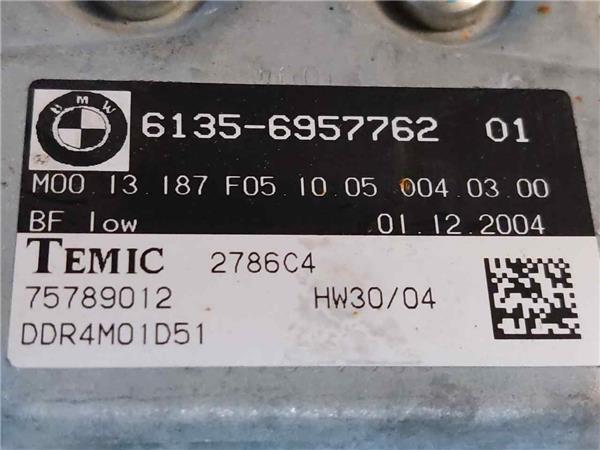 BMW
6135-6957762 01
M00.13.187 F05.10.05 004.03.00
BF low 01.12.2004
TEMIC 2786C4
75789012 HW30/04
DDR4M01D51